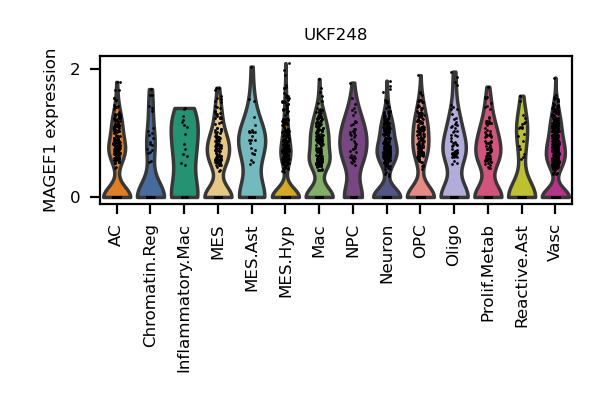 UKF248
MAGEF1 expression
2
0
AC
Chromatin.Reg
Inflammatory.Mac
MES
MES.Ast
MES.Hyp
Mac
NPC
Neuron
OPC
Oligo
Prolif.Metab
Reactive.Ast
Vasc